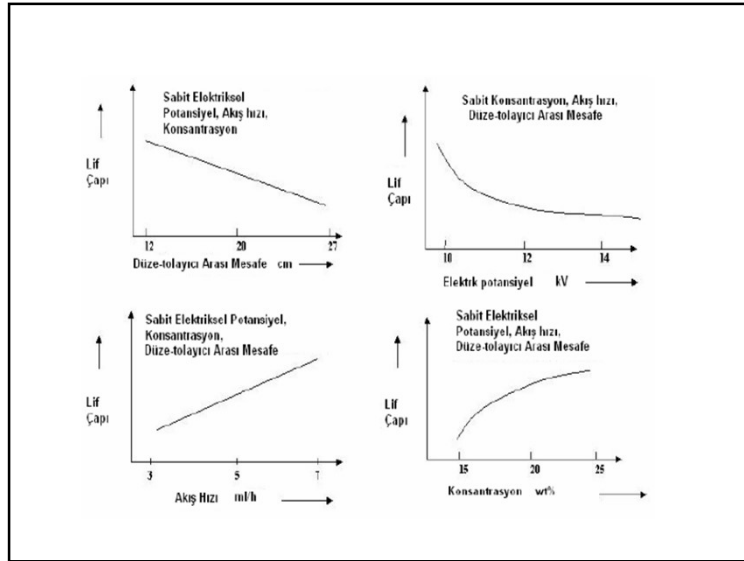 Sabit Elektriksel
Potansiyel, Akış hızı,
Konsantrasyon
Lif
Çapı
12 20 27
Düze-tolayıcı Arası Mesafe cm
Sabit Konsantrasyon, Akış hızı,
Düze-tolayıcı Arası Mesafe
Lif
Çapı
10 12 14
Elektrk potansiyel kV
Sabit Elektriksel Potansiyel,
Konsantrasyon,
Düze-tolayıcı Arası Mesafe
Lif
Çapı
3 5 7
Akış Hızı ml/h
Sabit Elektriksel
Potansiyel, Akış hızı,
Düze-tolayıcı Arası Mesafe
Lif
Çapı
15 20 25
Konsantrasyon wt%